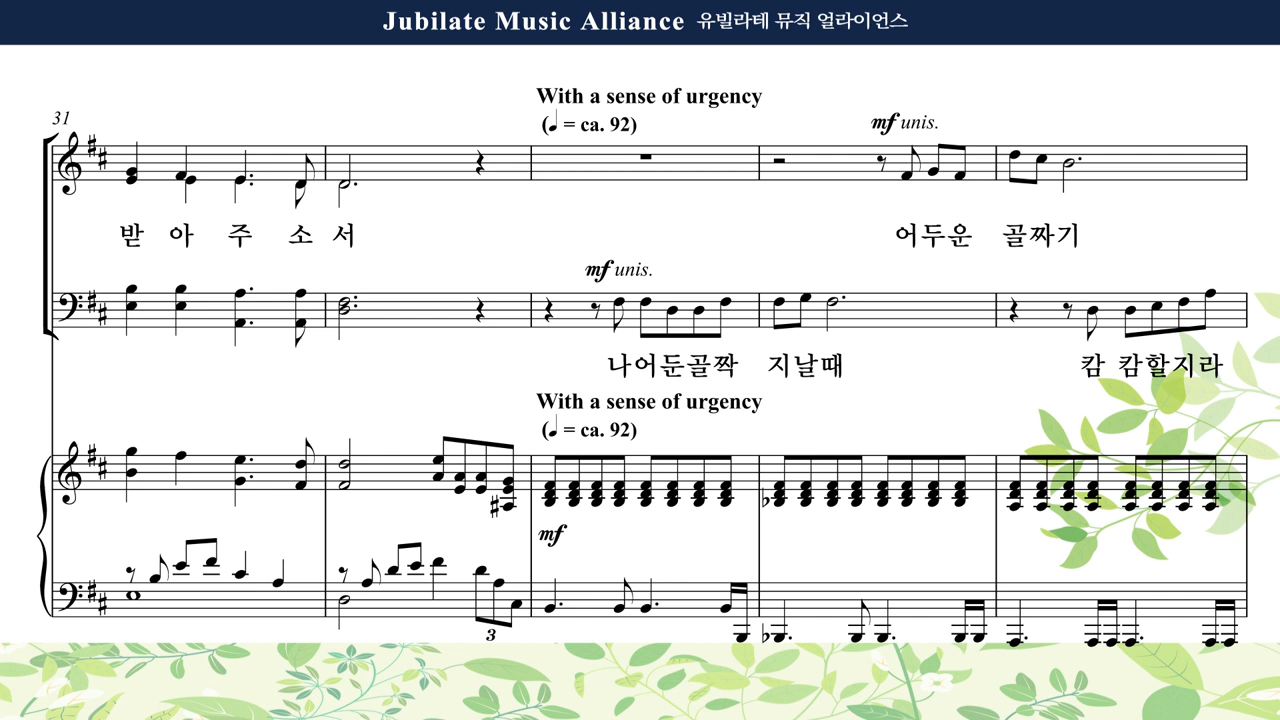 Jubilate Music Alliance 유빌라테 뮤직 얼라이언스
With a sense of urgency
(♩ = ca. 92)
31
mf unis.
받 아 주 소 서 어두운 골짜기
mf unis.
나어둔골짝 지날때 캄 캄할지라
With a sense of urgency
(♩ = ca. 92)
mf
3